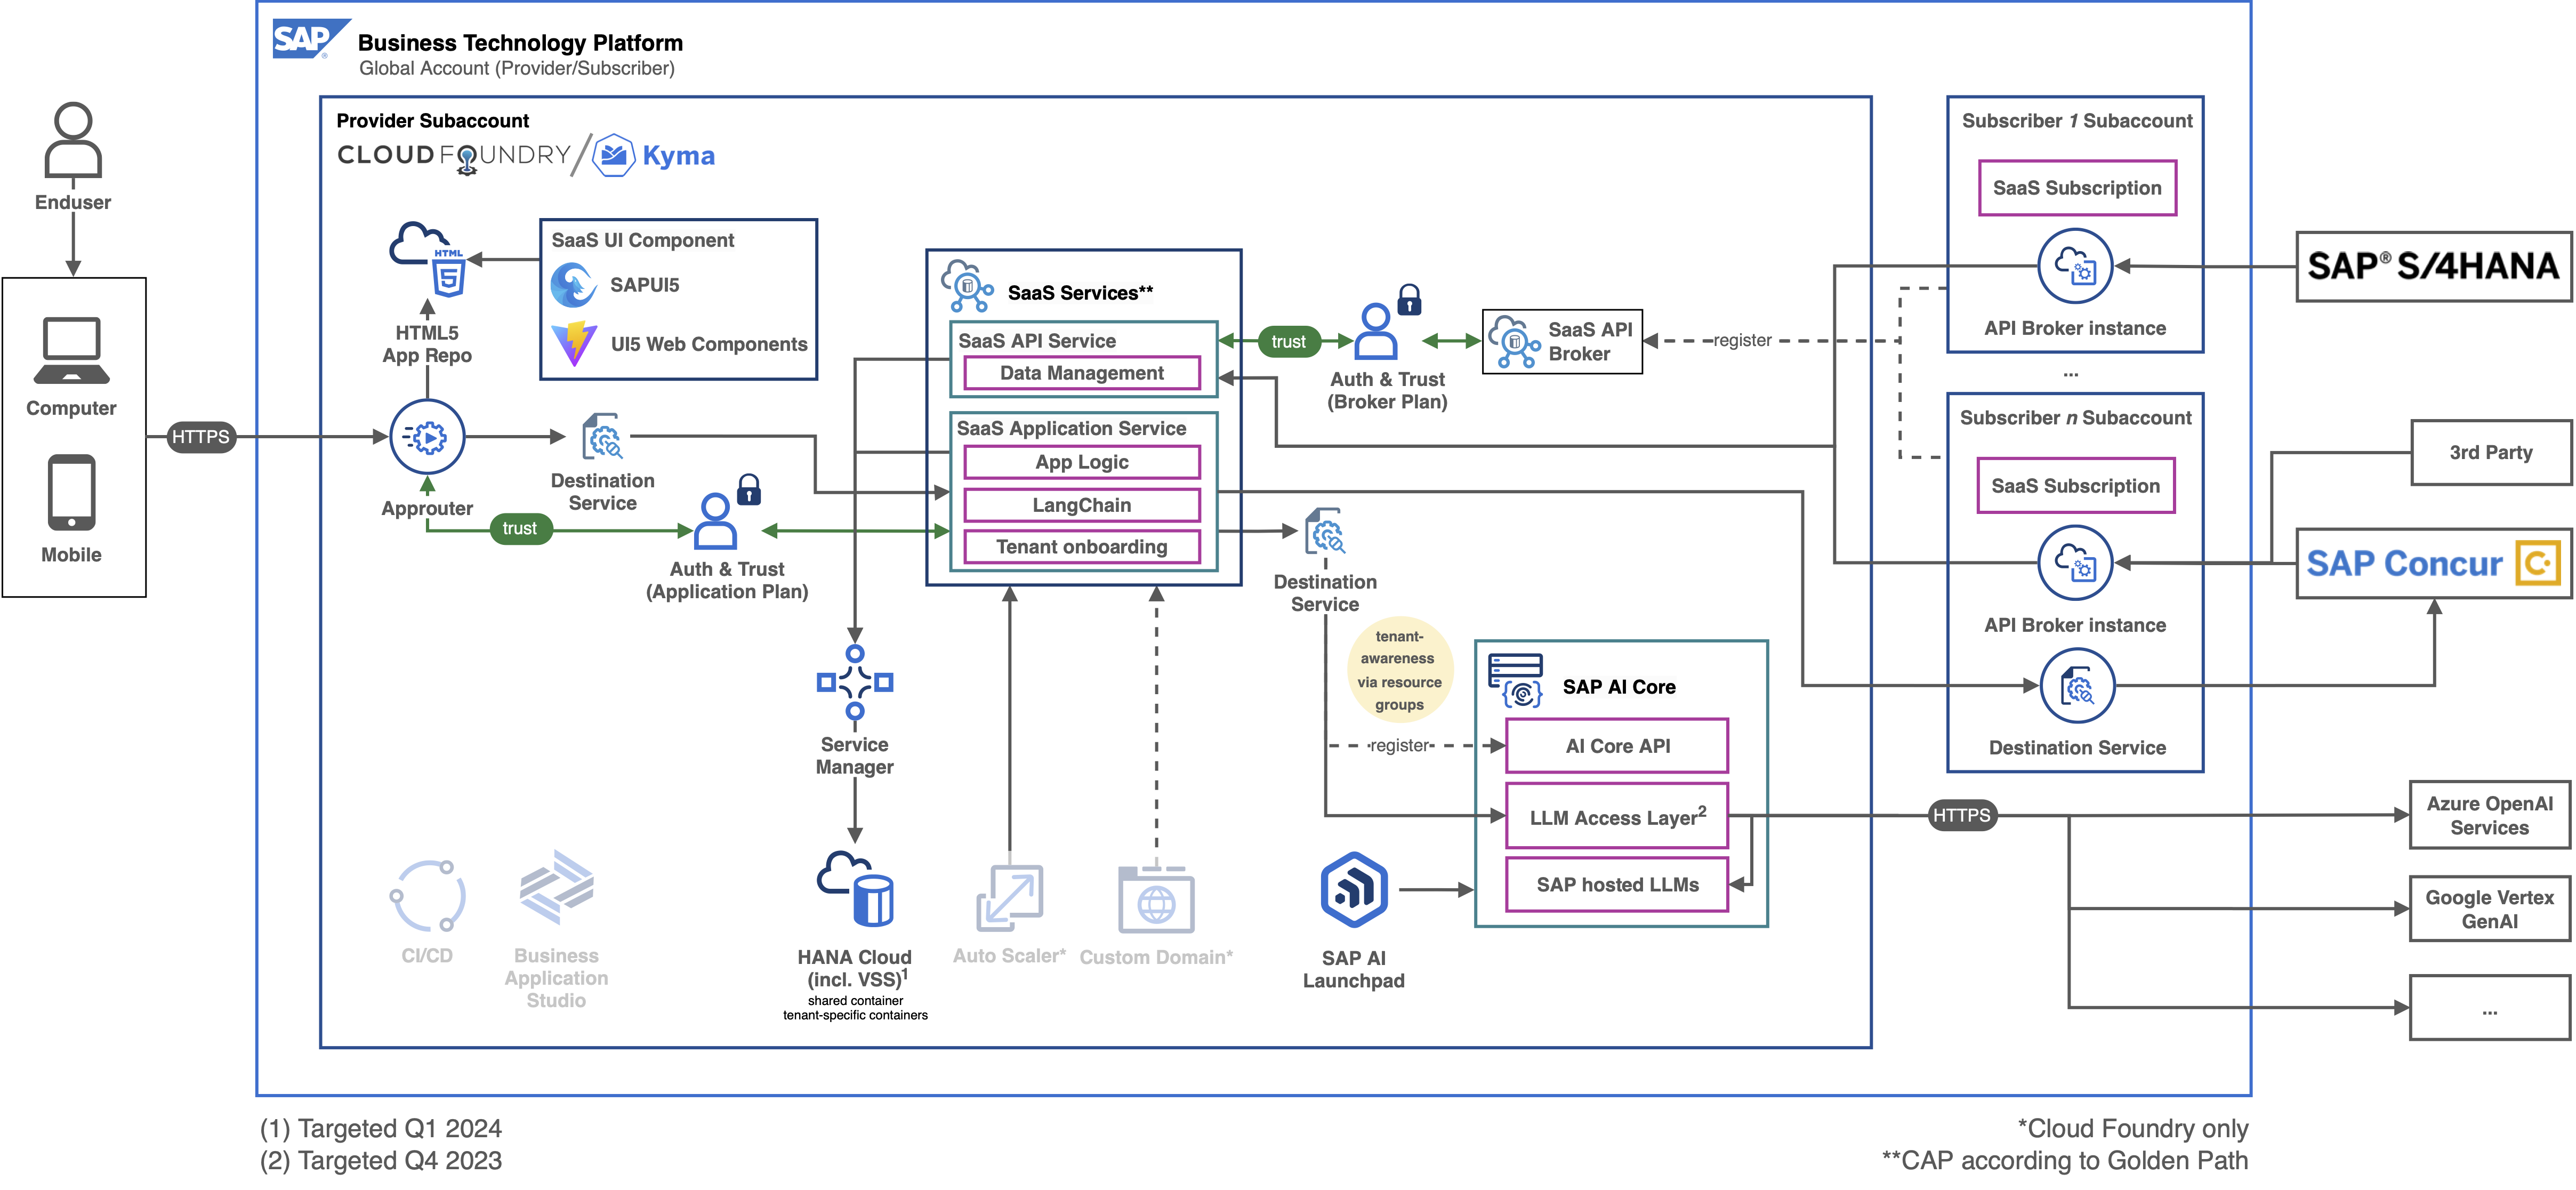 SAP
Business Technology Platform
Global Account (Provider/Subscriber)
Enduser
Computer
Mobile
HTTPS
Provider Subaccount
CLOUD FOUNDRY
Kyma
HTML
5
HTML5
App Repo
SaaS UI Component
SAPUI5
UI5 Web Components
Approuter
trust
Destination
Service
Auth & Trust
(Application Plan)
SaaS Services**
SaaS API Service
Data Management
SaaS Application Service
App Logic
LangChain
Tenant onboarding
trust
Auth & Trust
(Broker Plan)
SaaS API
Broker
register
Destination
Service
tenant-
awareness
via resource
groups
register
SAP AI Core
AI Core API
LLM Access Layer2
SAP hosted LLMs
SAP AI
Launchpad
Service
Manager
HANA Cloud
(incl. VSS)1
shared container
tenant-specific containers
CI/CD
Business
Application
Studio
Auto Scaler*
Custom Domain*
Subscriber 1 Subaccount
SaaS Subscription
API Broker instance
...
Subscriber n Subaccount
SaaS Subscription
API Broker instance
Destination Service
HTTPS
SAP® S/4HANA
3rd Party
SAP Concur C
Azure OpenAI
Services
Google Vertex
GenAI
...
(1) Targeted Q1 2024
(2) Targeted Q4 2023
*Cloud Foundry only
**CAP according to Golden Path